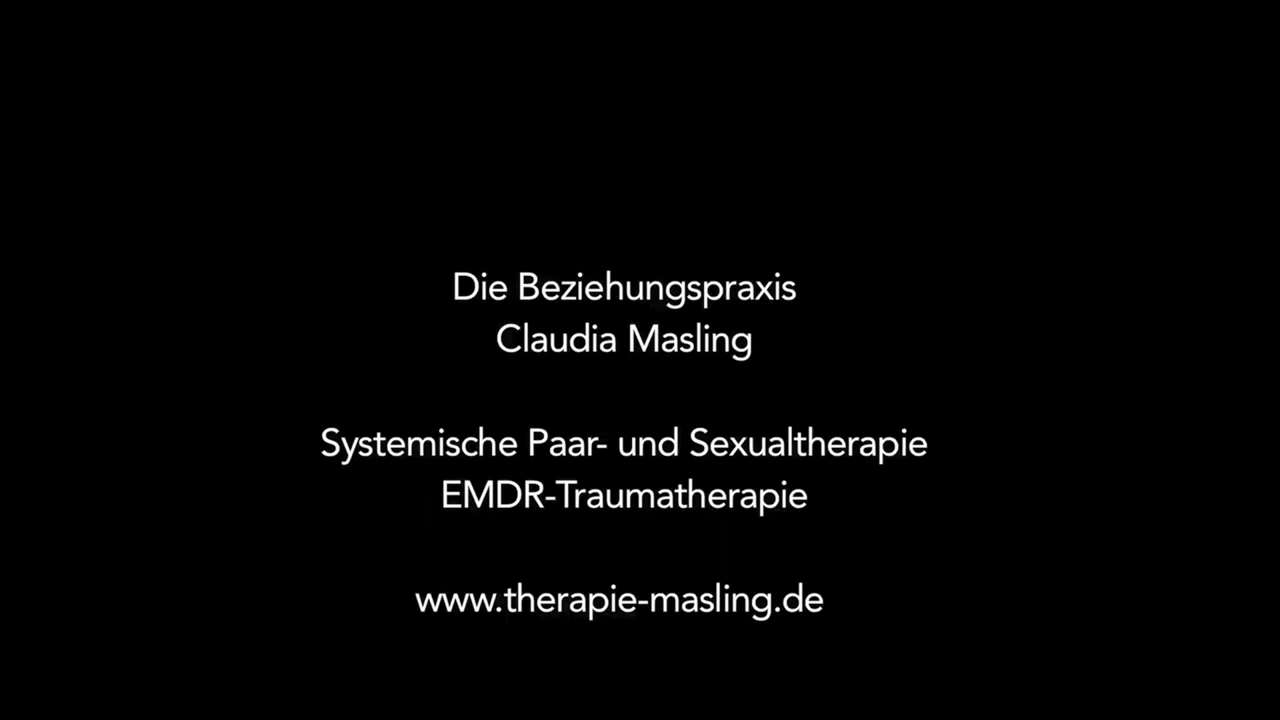 Die Beziehungspraxis
Claudia Masling
Systemische Paar- und Sexualtherapie
EMDR-Traumatherapie
www.therapie-masling.de